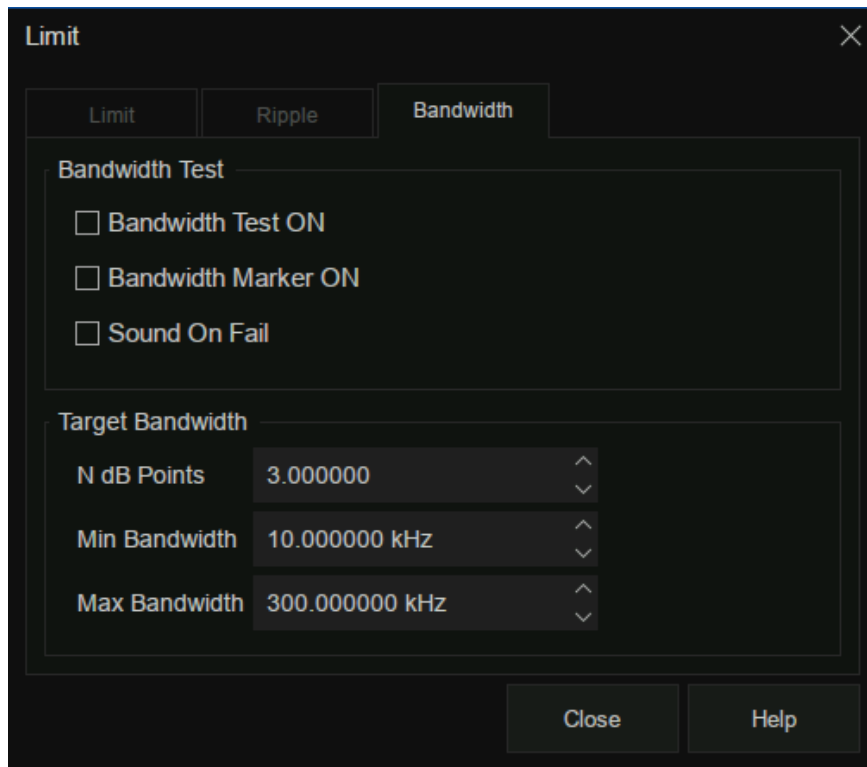 Limit
Limit Ripple Bandwidth
Bandwidth Test
Bandwidth Test ON
Bandwidth Marker ON
Sound On Fail
Target Bandwidth
N dB Points 3.000000
Min Bandwidth 10.000000 kHz
Max Bandwidth 300.000000 kHz
Close Help